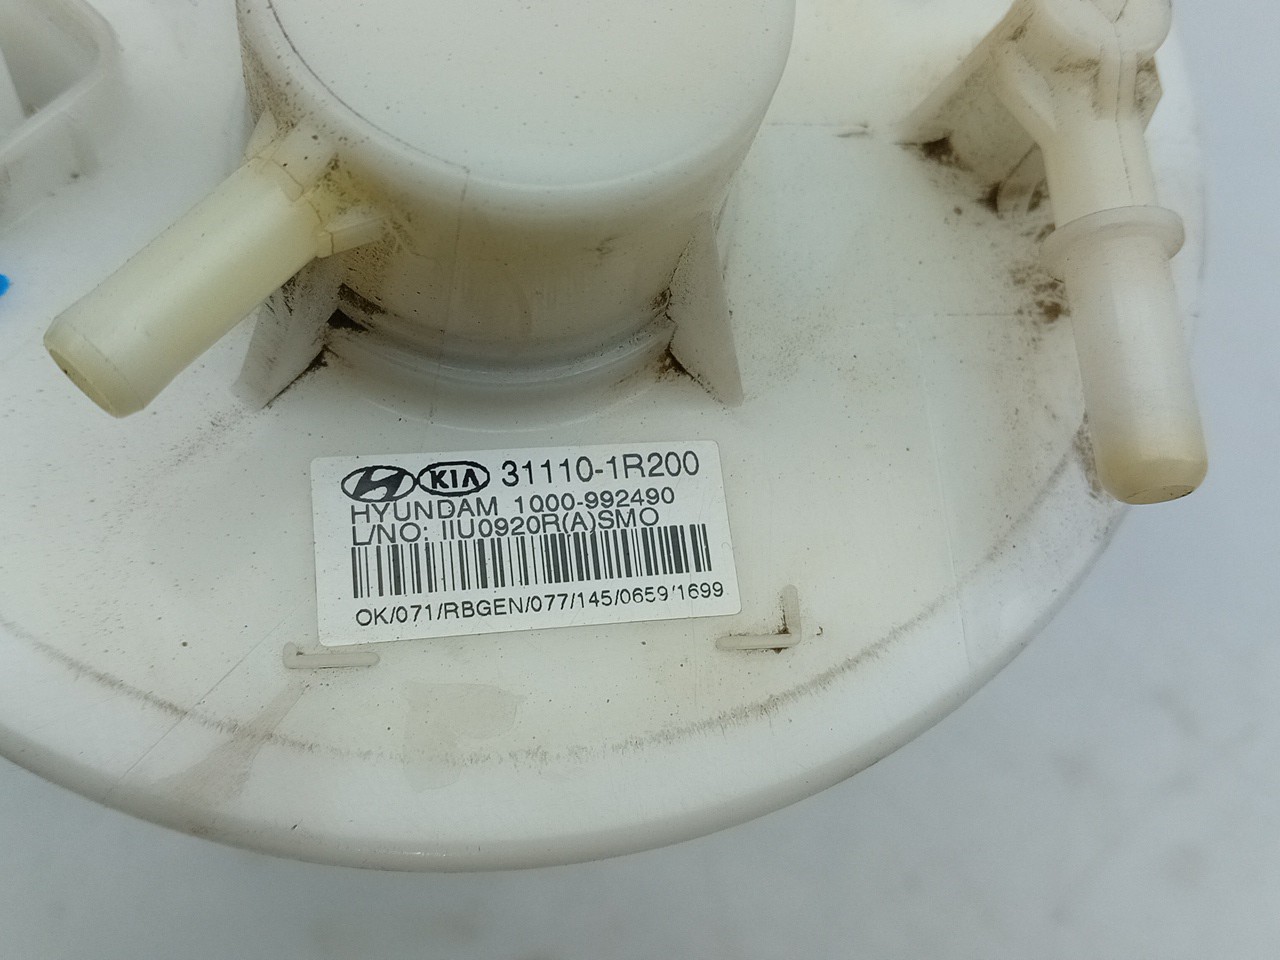 KIA 31110-1R200
HYUNDAM 1000-992490
L/NO: IIU0920R(A)SMO
OK/071/RBGEN/077/145/0659/1699